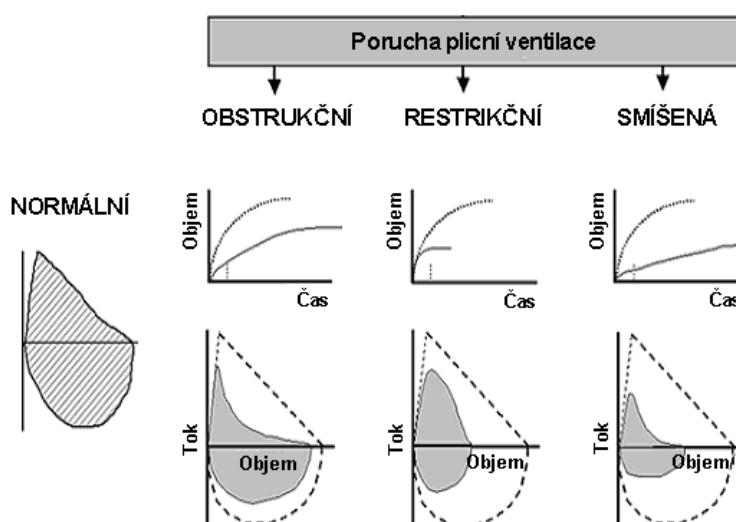 Porucha plicní ventilace
OBSTRUKČNÍ
RESTRIKČNÍ
SMÍŠENÁ
NORMÁLNÍ
Objem
Čas
Objem
Čas
Objem
Čas
Tok
Objem
Tok
Objem
Tok
Objem